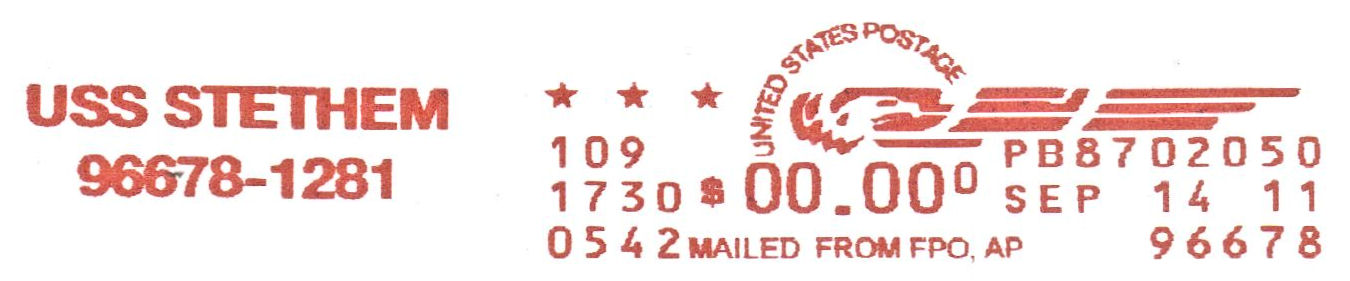 USS STETHEM
96678-1281
UNITED STATES POSTAGE
109
PB8702050
1730 $00.000 SEP 14 11
0542 MAILED FROM FPO, AP 96678